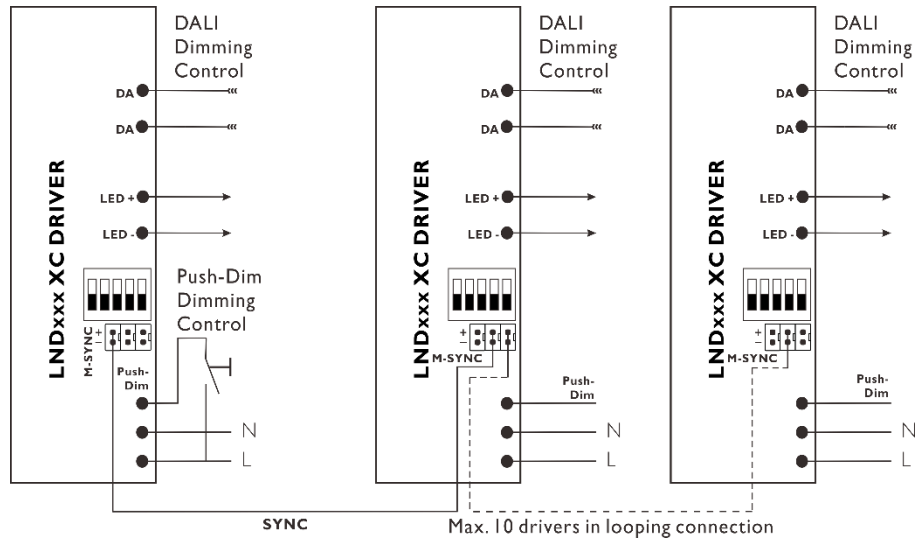 DALI
Dimming
Control
DA
DA
LED +
LED -
LNDxxx XC DRIVER
Push-Dim
Dimming
Control
+
–
M-SYNC
Push-
Dim
N
L
DALI
Dimming
Control
DA
DA
LED +
LED -
LNDxxx XC DRIVER
+
–
M-SYNC
Push-
Dim
N
L
DALI
Dimming
Control
DA
DA
LED +
LED -
LNDxxx XC DRIVER
+
–
M-SYNC
Push-
Dim
N
L
SYNC
Max. 10 drivers in looping connection